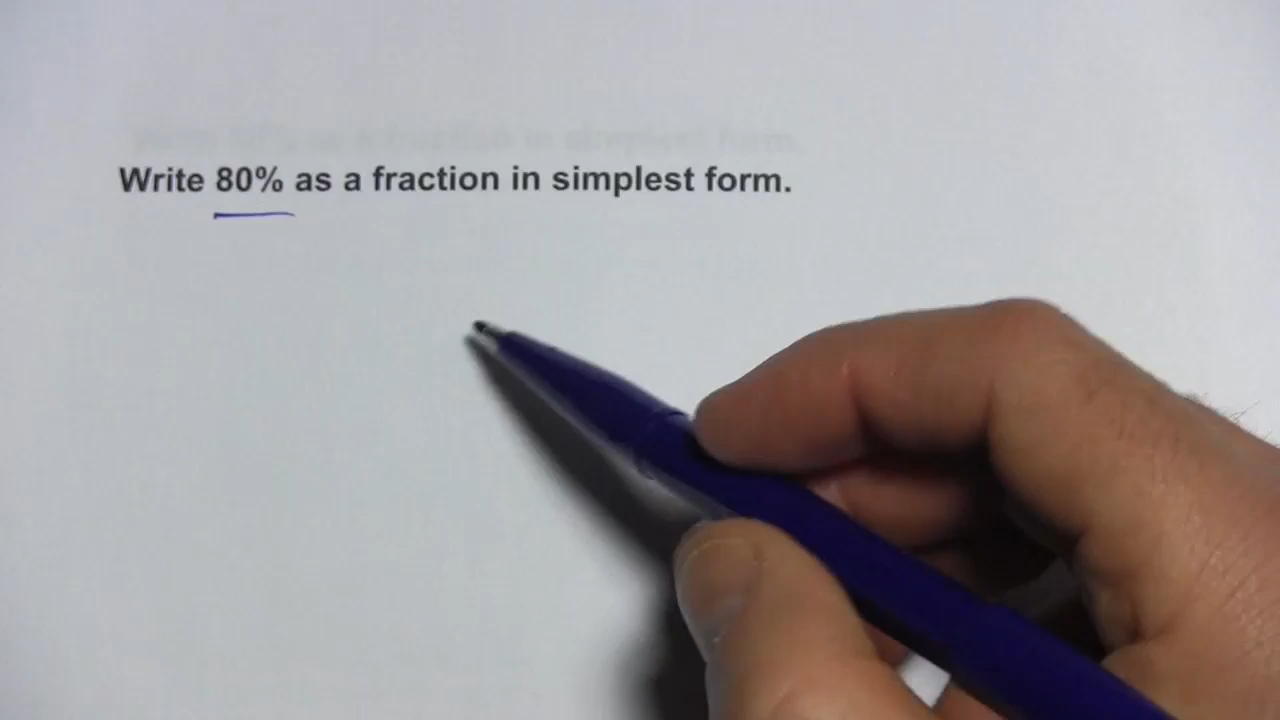 Write 80% as a fraction in simplest form.